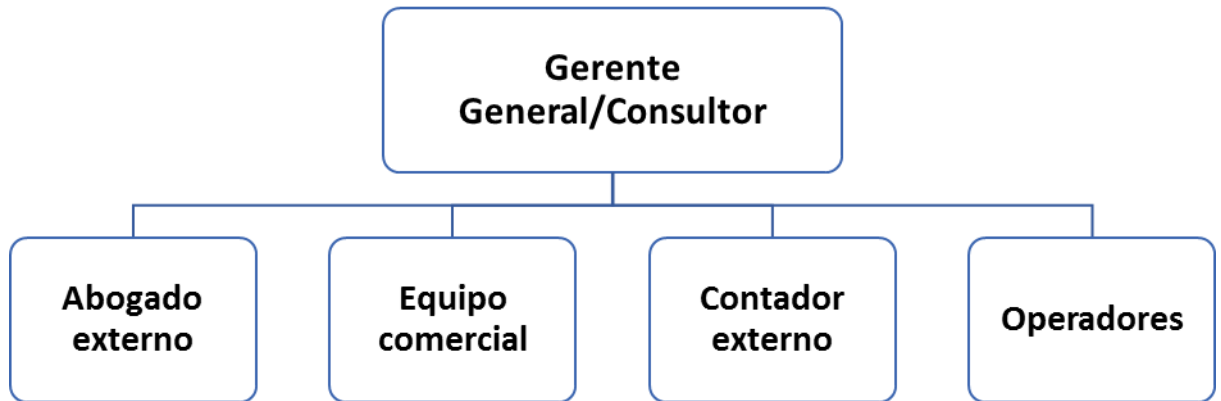 Gerente
General/Consultor
Abogado
externo
Equipo
comercial
Contador
externo
Operadores